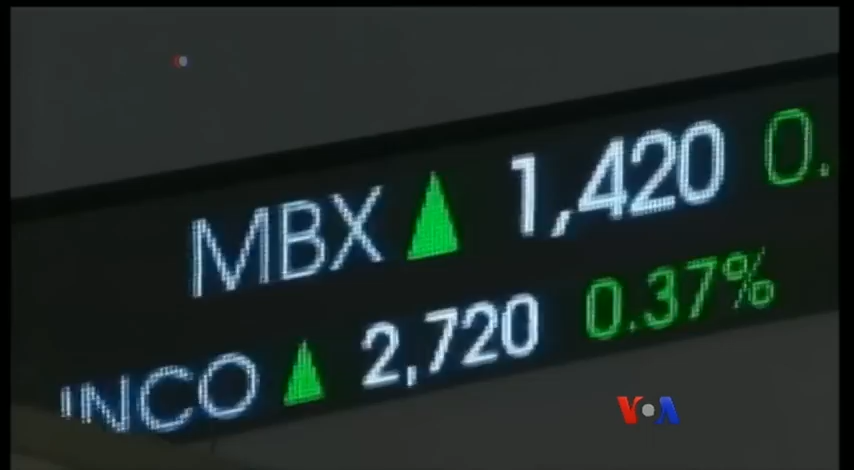 MBX ▲ 1,420 0.
INCO ▲ 2,720 0.37%
VOA